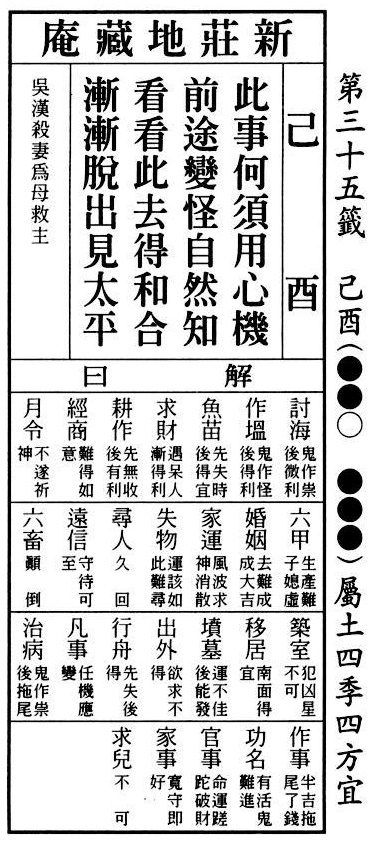 第三十五籤 己酉(●●○ ●●●)屬土四季四方宜
新莊地藏庵
己酉
此事何須用心機
前途變怪自然知
看看此去得和合
漸漸脫出見太平
吳漢殺妻為母救主
解曰
討海 鬼作祟後微利
作塭 鬼作怪後得利
魚苗 先失時後得宜
求財 遇呆人漸得利
耕作 先無收後有利
經商 難得如意
月令 不遂祈神
六甲 生產難子媳虛
婚姻 去難成成大吉
家運 風波求神消散
失物 運該如此難尋
尋人 久回
遠信 守待可至
六畜 顛倒
築室 犯凶星不可
移居 南面得宜
墳墓 運不佳後能發
出外 欲求不得
行舟 先失後得
凡事 任機應變
治病 鬼作祟後拖尾
作事 半吉拖尾了錢
功名 有活鬼難進
官事 命運蹉跎破財
家事 寬守即好
求兒 不可